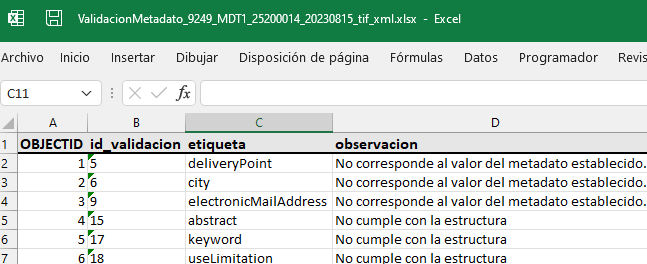 ValidacionMetadato_9249_MDT1_25200014_20230815_tif_xml.xlsx - Excel
Archivo Inicio Insertar Dibujar Disposición de página Fórmulas Datos Programador Revis
C11 fx
A B C D
1 OBJECTID id_validacion etiqueta observacion
2 1 5 deliveryPoint No corresponde al valor del metadato establecido.
3 2 6 city No corresponde al valor del metadato establecido.
4 3 9 electronicMailAddress No corresponde al valor del metadato establecido.
5 4 15 abstract No cumple con la estructura
6 5 17 keyword No cumple con la estructura
7 6 18 useLimitation No cumple con la estructura